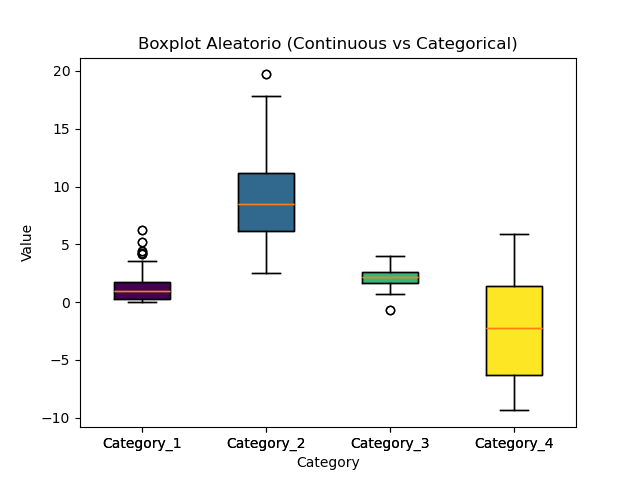 Boxplot Aleatorio (Continuous vs Categorical)
20
15
10
5
0
−5
−10
Value
Category_1 Category_2 Category_3 Category_4
Category